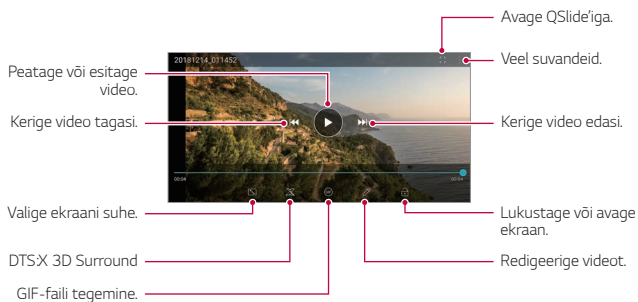 Avage QSlide'iga.
20181214_011452
Veel suvandeid.
Peatage või esitage
video.
Kerige video tagasi.
Kerige video edasi.
00:04
00:04
GIF
Valige ekraani suhe.
Lukustage või avage
ekraan.
DTS:X 3D Surround
Redigeerige videot.
GIF-faili tegemine.